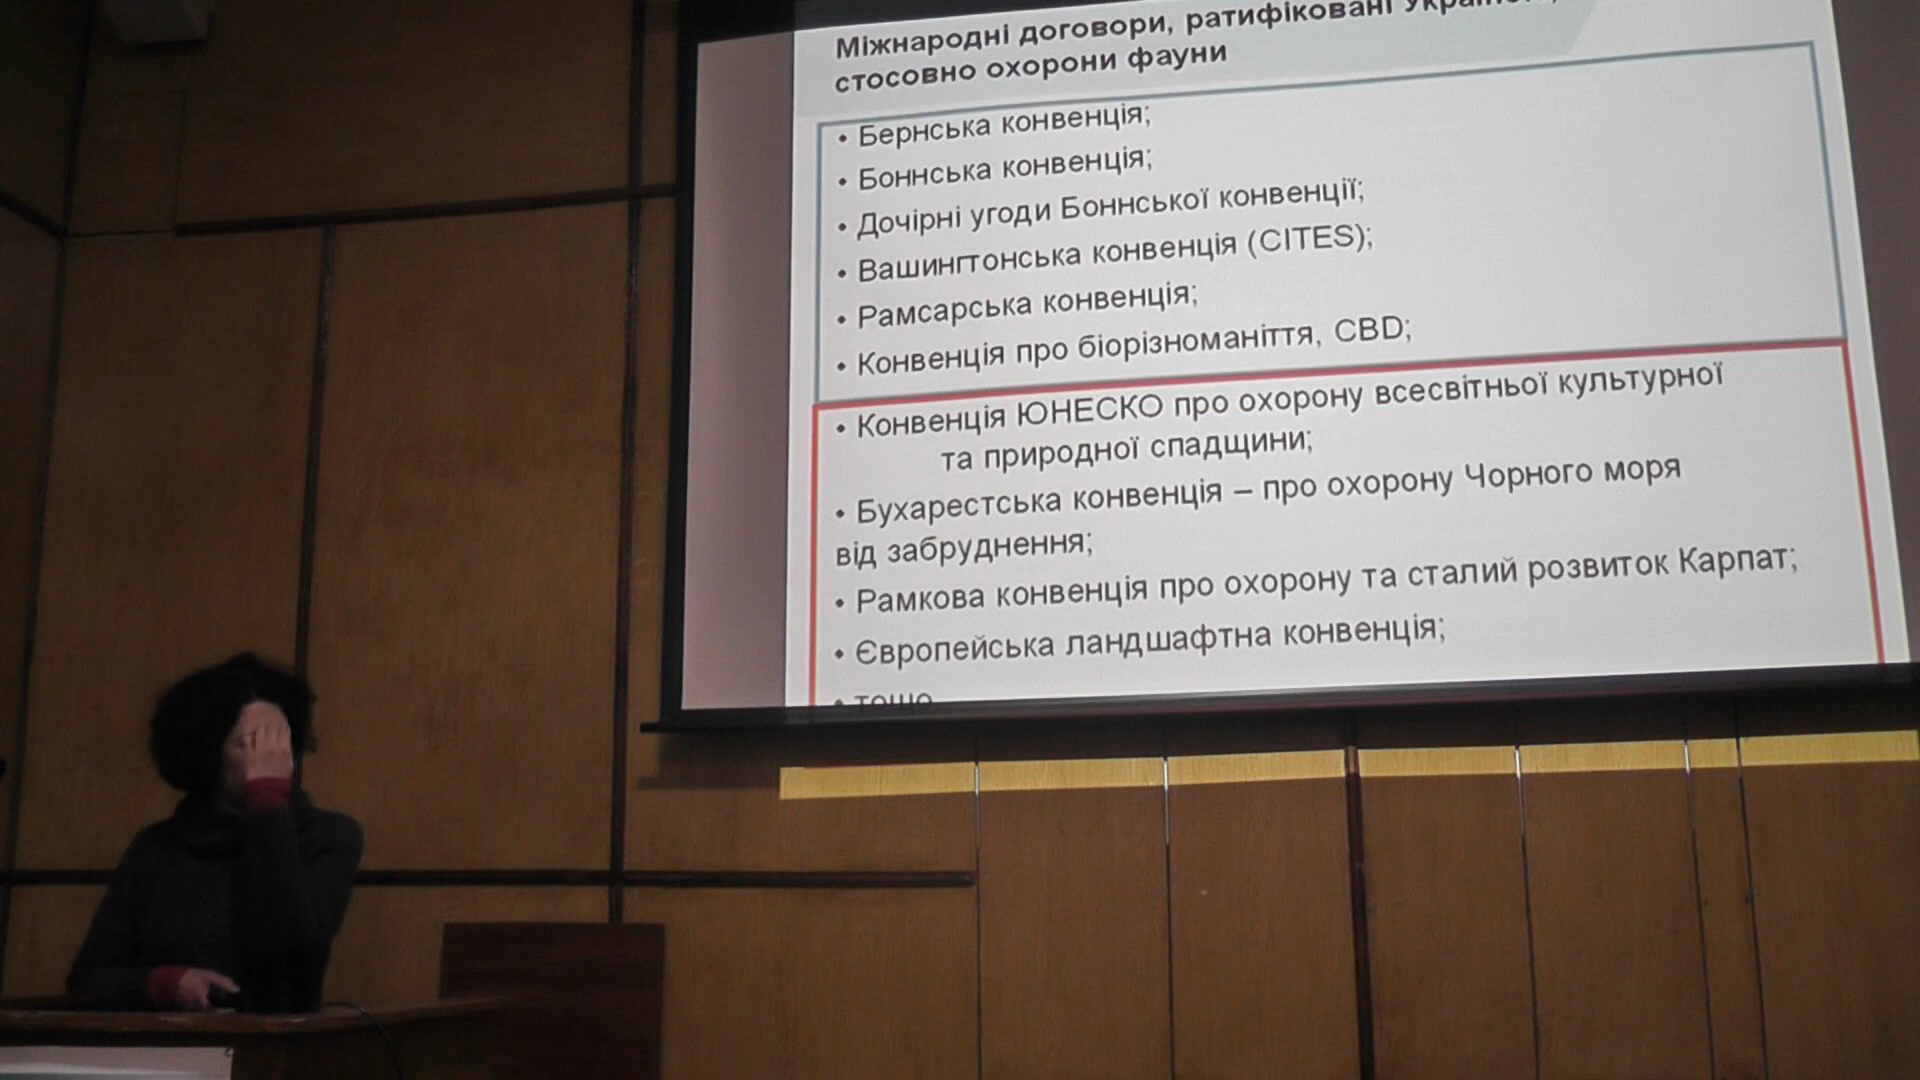 Міжнародні договори, ратифіковані Україною,
стосовно охорони фауни
• Бернська конвенція;
• Боннська конвенція;
• Дочірні угоди Боннської конвенції;
• Вашингтонська конвенція (CITES);
• Рамсарська конвенція;
• Конвенція про біорізноманіття, CBD;
• Конвенція ЮНЕСКО про охорону всесвітньої культурної
та природної спадщини;
• Бухарестська конвенція – про охорону Чорного моря
від забруднення;
• Рамкова конвенція про охорону та сталий розвиток Карпат;
• Європейська ландшафтна конвенція;
• тощо